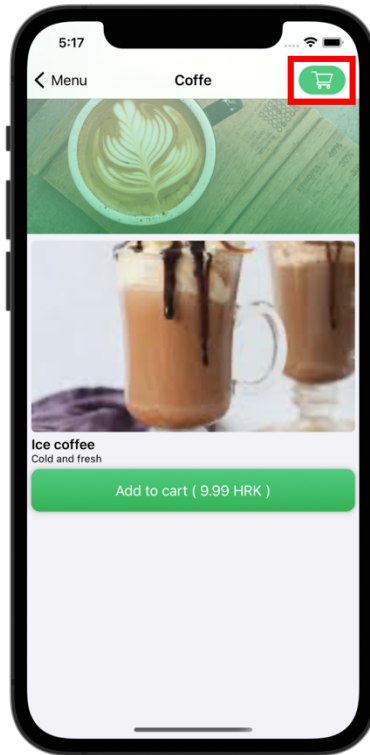 5:17
Menu
Coffe
Ice coffee
Cold and fresh
Add to cart ( 9.99 HRK )